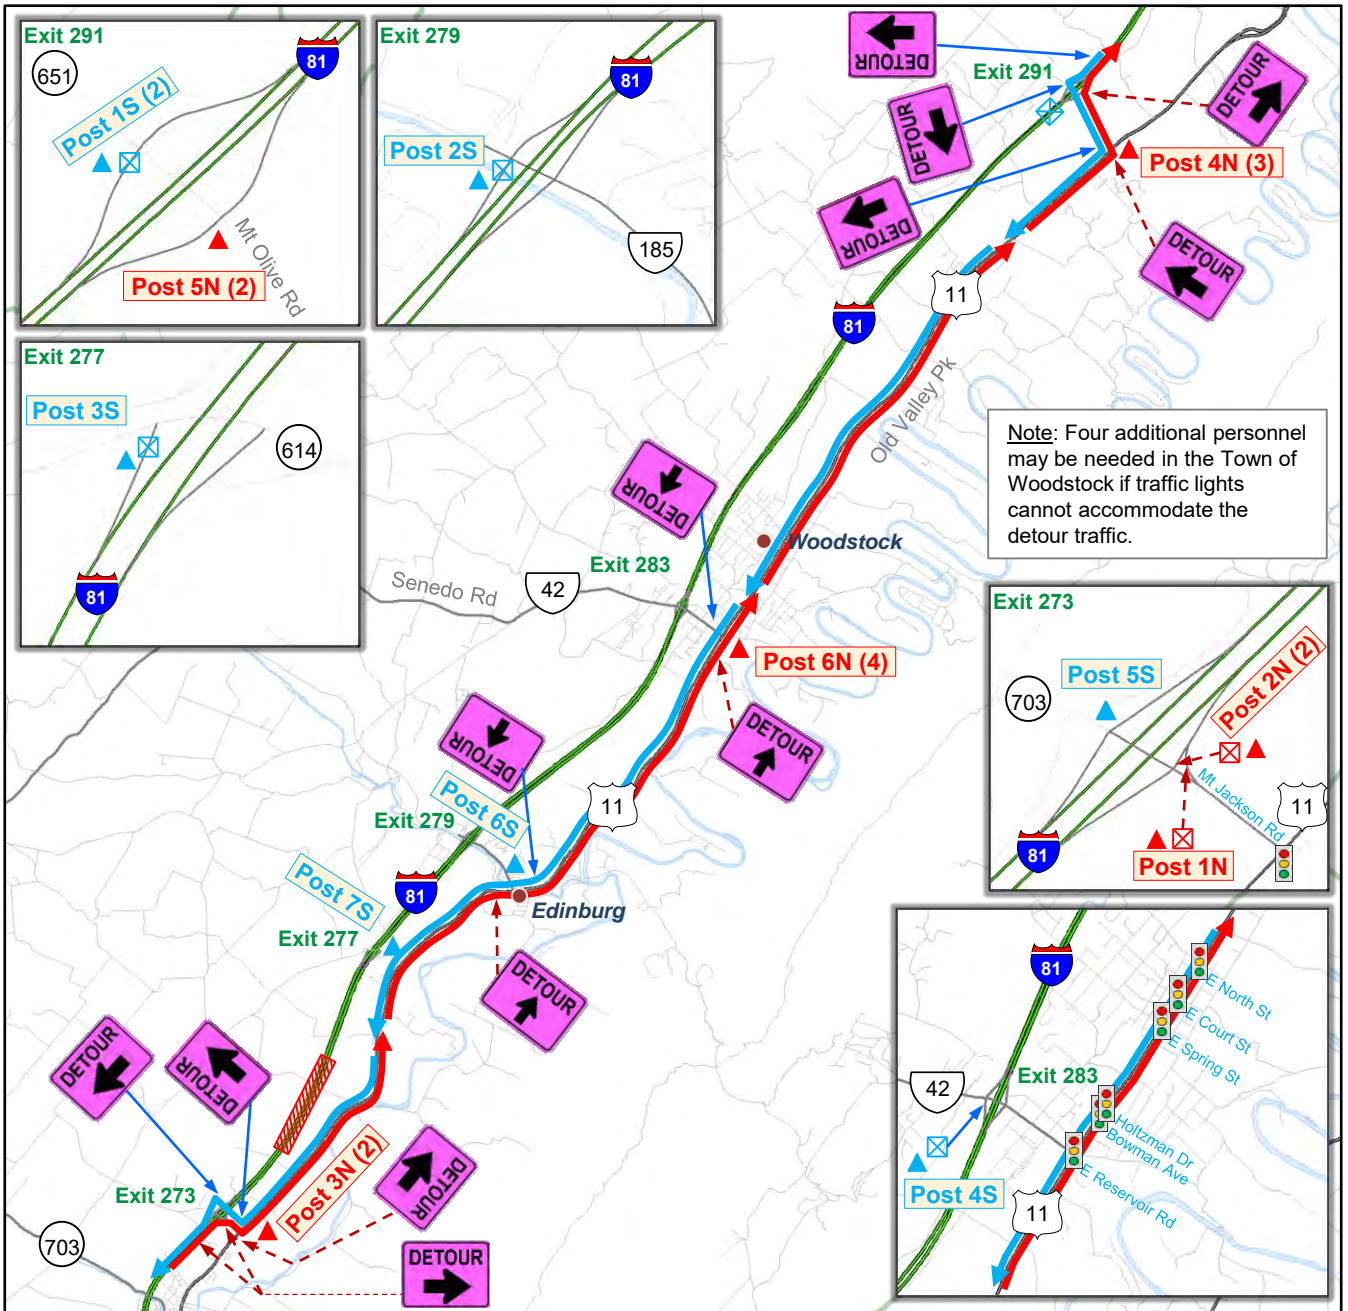 Exit 291
651
81
Post 1S (2)
Post 5N (2)
Mt Olive Rd
Exit 279
81
Post 2S
185
Exit 277
Post 3S
614
81
DETOUR
Exit 291
DETOUR
DETOUR
DETOUR
Post 4N (3)
DETOUR
11
81
Old Valley Pk
Note: Four additional personnel
may be needed in the Town of
Woodstock if traffic lights
cannot accommodate the
detour traffic.
DETOUR
Woodstock
Exit 283
Senedo Rd
42
Post 6N (4)
DETOUR
DETOUR
11
Post 6S
Exit 279
81
Post 7S
Edinburg
Exit 277
DETOUR
DETOUR
DETOUR
Exit 273
Post 3N (2)
DETOUR
703
DETOUR
Exit 273
Post 5S
703
Post 2N (2)
Mt Jackson Rd
11
81
Post 1N
81
E North St
E Court St
E Spring St
Exit 283
42
Holtzman Dr
Bowman Ave
Post 4S
E Reservoir Rd
11